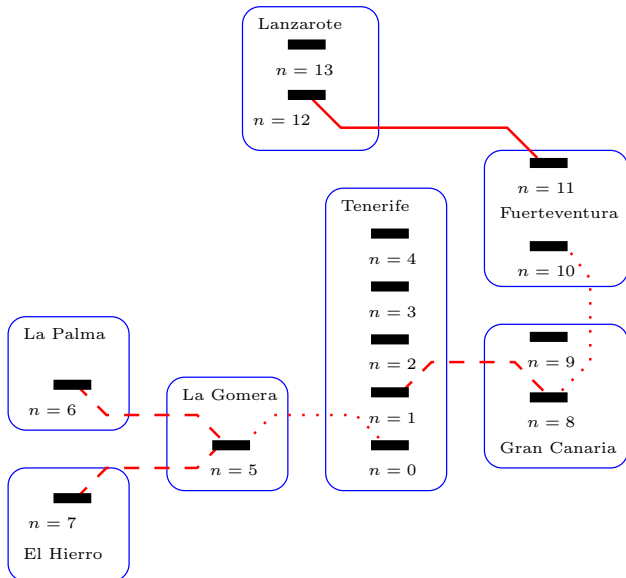 Lanzarote
n = 13
n = 12
n = 11
Fuerteventura
n = 10
Tenerife
n = 4
n = 3
n = 2
n = 1
n = 0
La Palma
n = 6
La Gomera
n = 5
n = 9
n = 8
Gran Canaria
n = 7
El Hierro